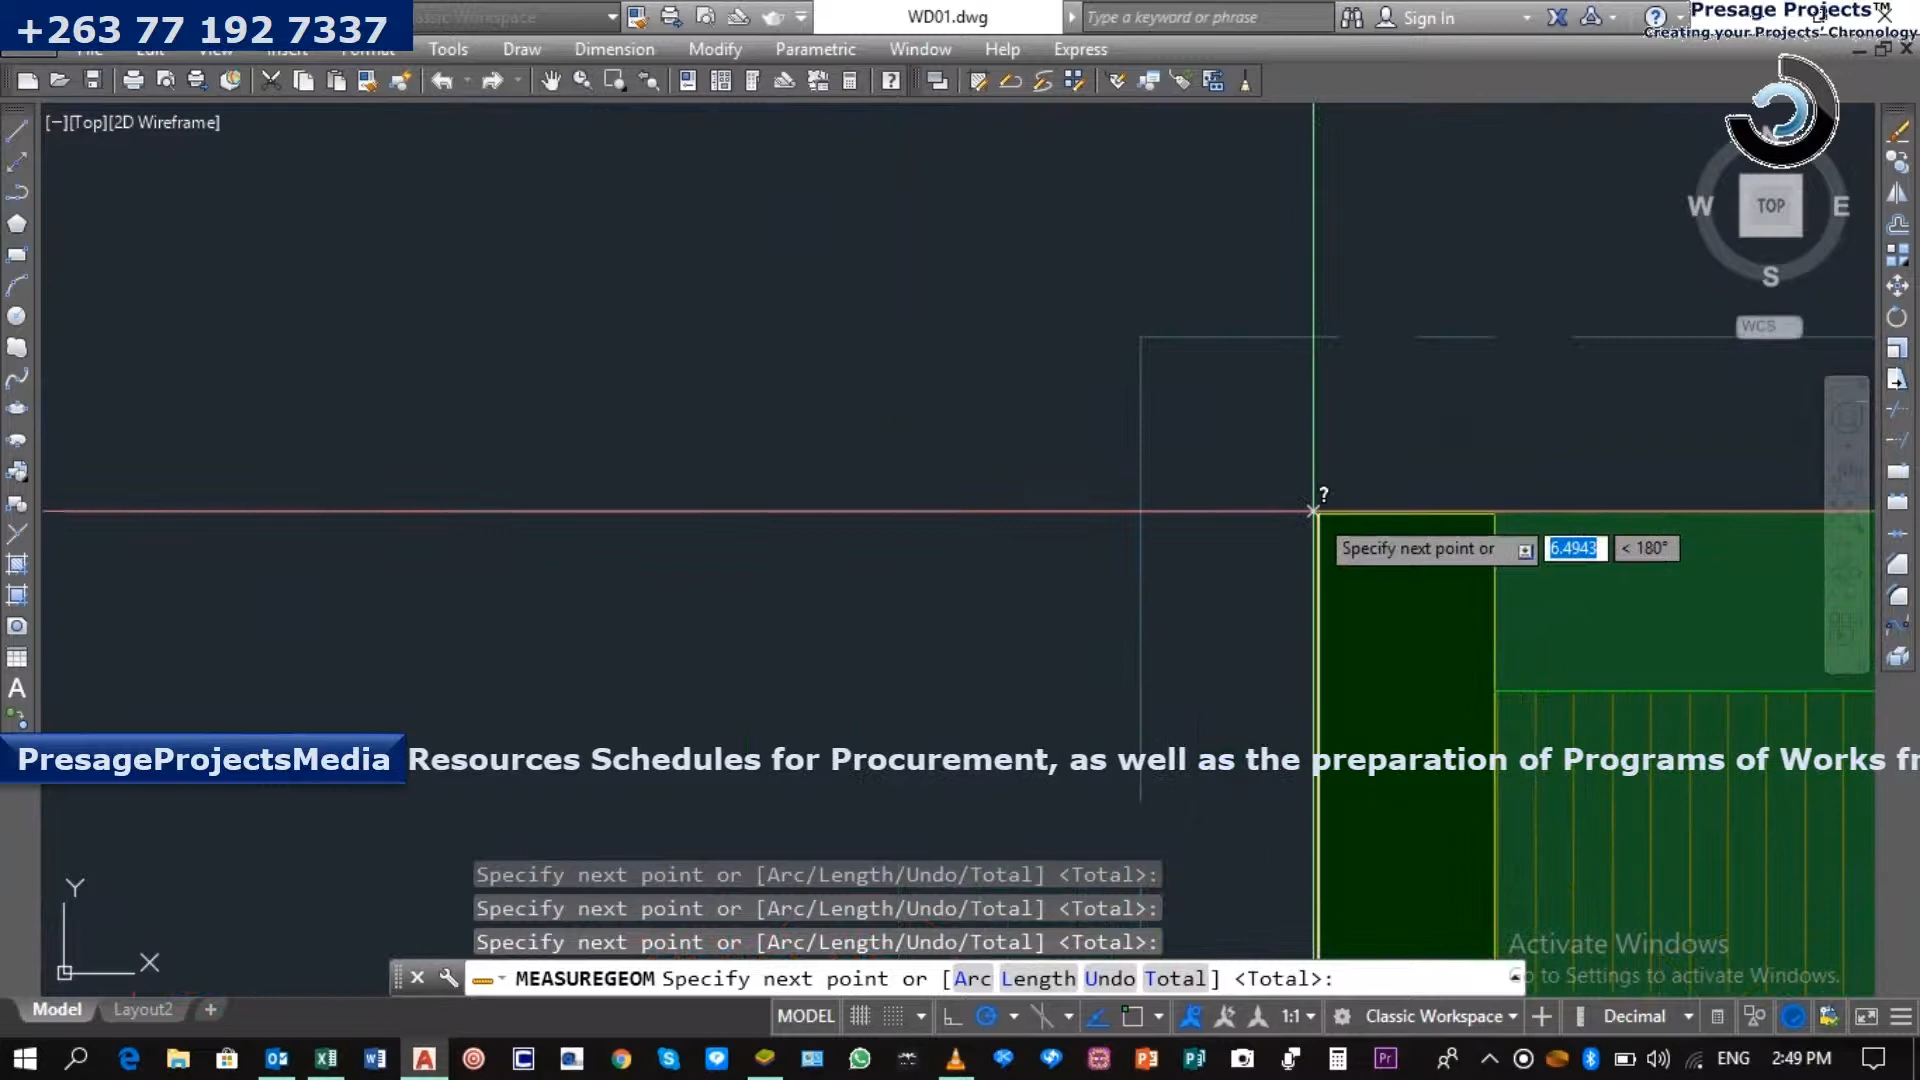 +263 77 192 7337
WD01.dwg
Type a keyword or phrase
Sign In
Presage Projects™
Creating your Projects' Chronology
Tools Draw Dimension Modify Parametric Window Help Express
[−][Top][2D Wireframe]
W TOP E
S
WCS
?
Specify next point or 6.4943 < 180°
A
PresageProjectsMedia Resources Schedules for Procurement, as well as the preparation of Programs of Works
Specify next point or [Arc/Length/Undo/Total] <Total>:
Specify next point or [Arc/Length/Undo/Total] <Total>:
Specify next point or [Arc/Length/Undo/Total] <Total>:
MEASUREGEOM Specify next point or [Arc Length Undo Total] <Total>:
Y
X
Activate Windows
to Settings to activate Windows.
Model Layout2 +
MODEL 1:1 Classic Workspace Decimal
ENG 2:49 PM